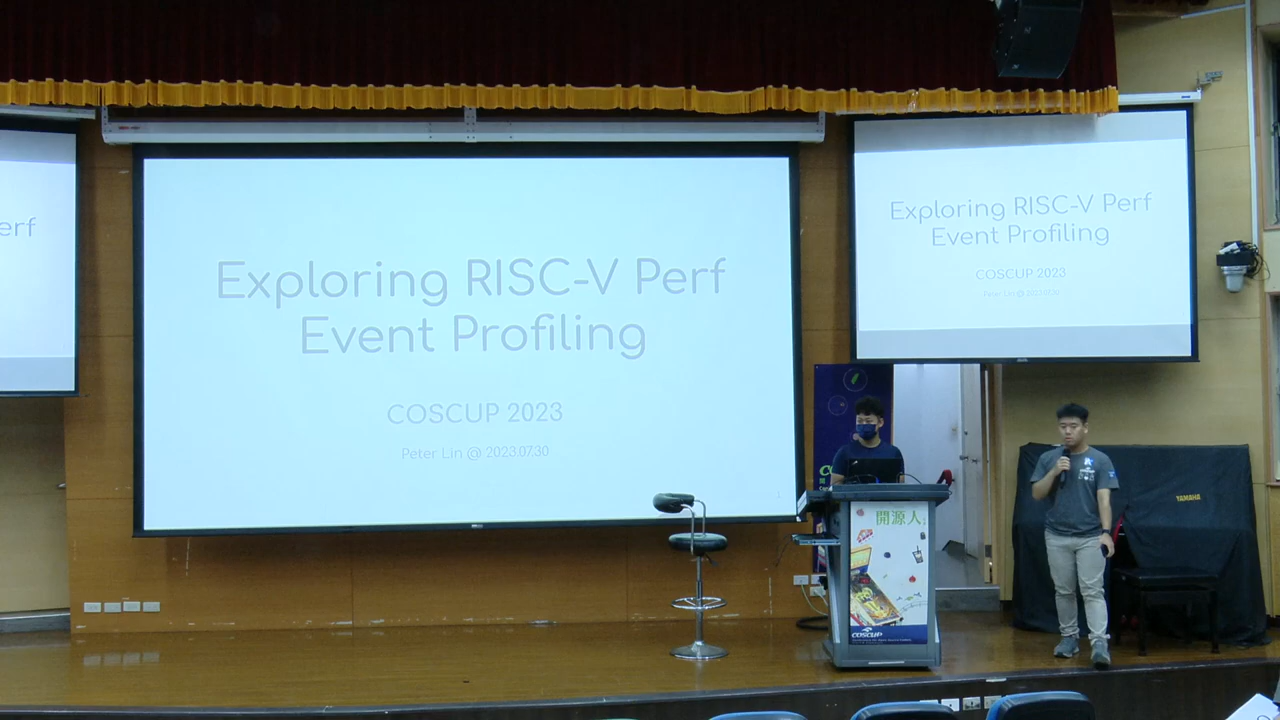 erf
Exploring RISC-V Perf
Event Profiling
COSCUP 2023
Peter Lin @ 2023.07.30
1
Exploring RISC-V Perf
Event Profiling
COSCUP 2023
Peter Lin @ 2023.07.30
YAMAHA
開源人
COSCUP